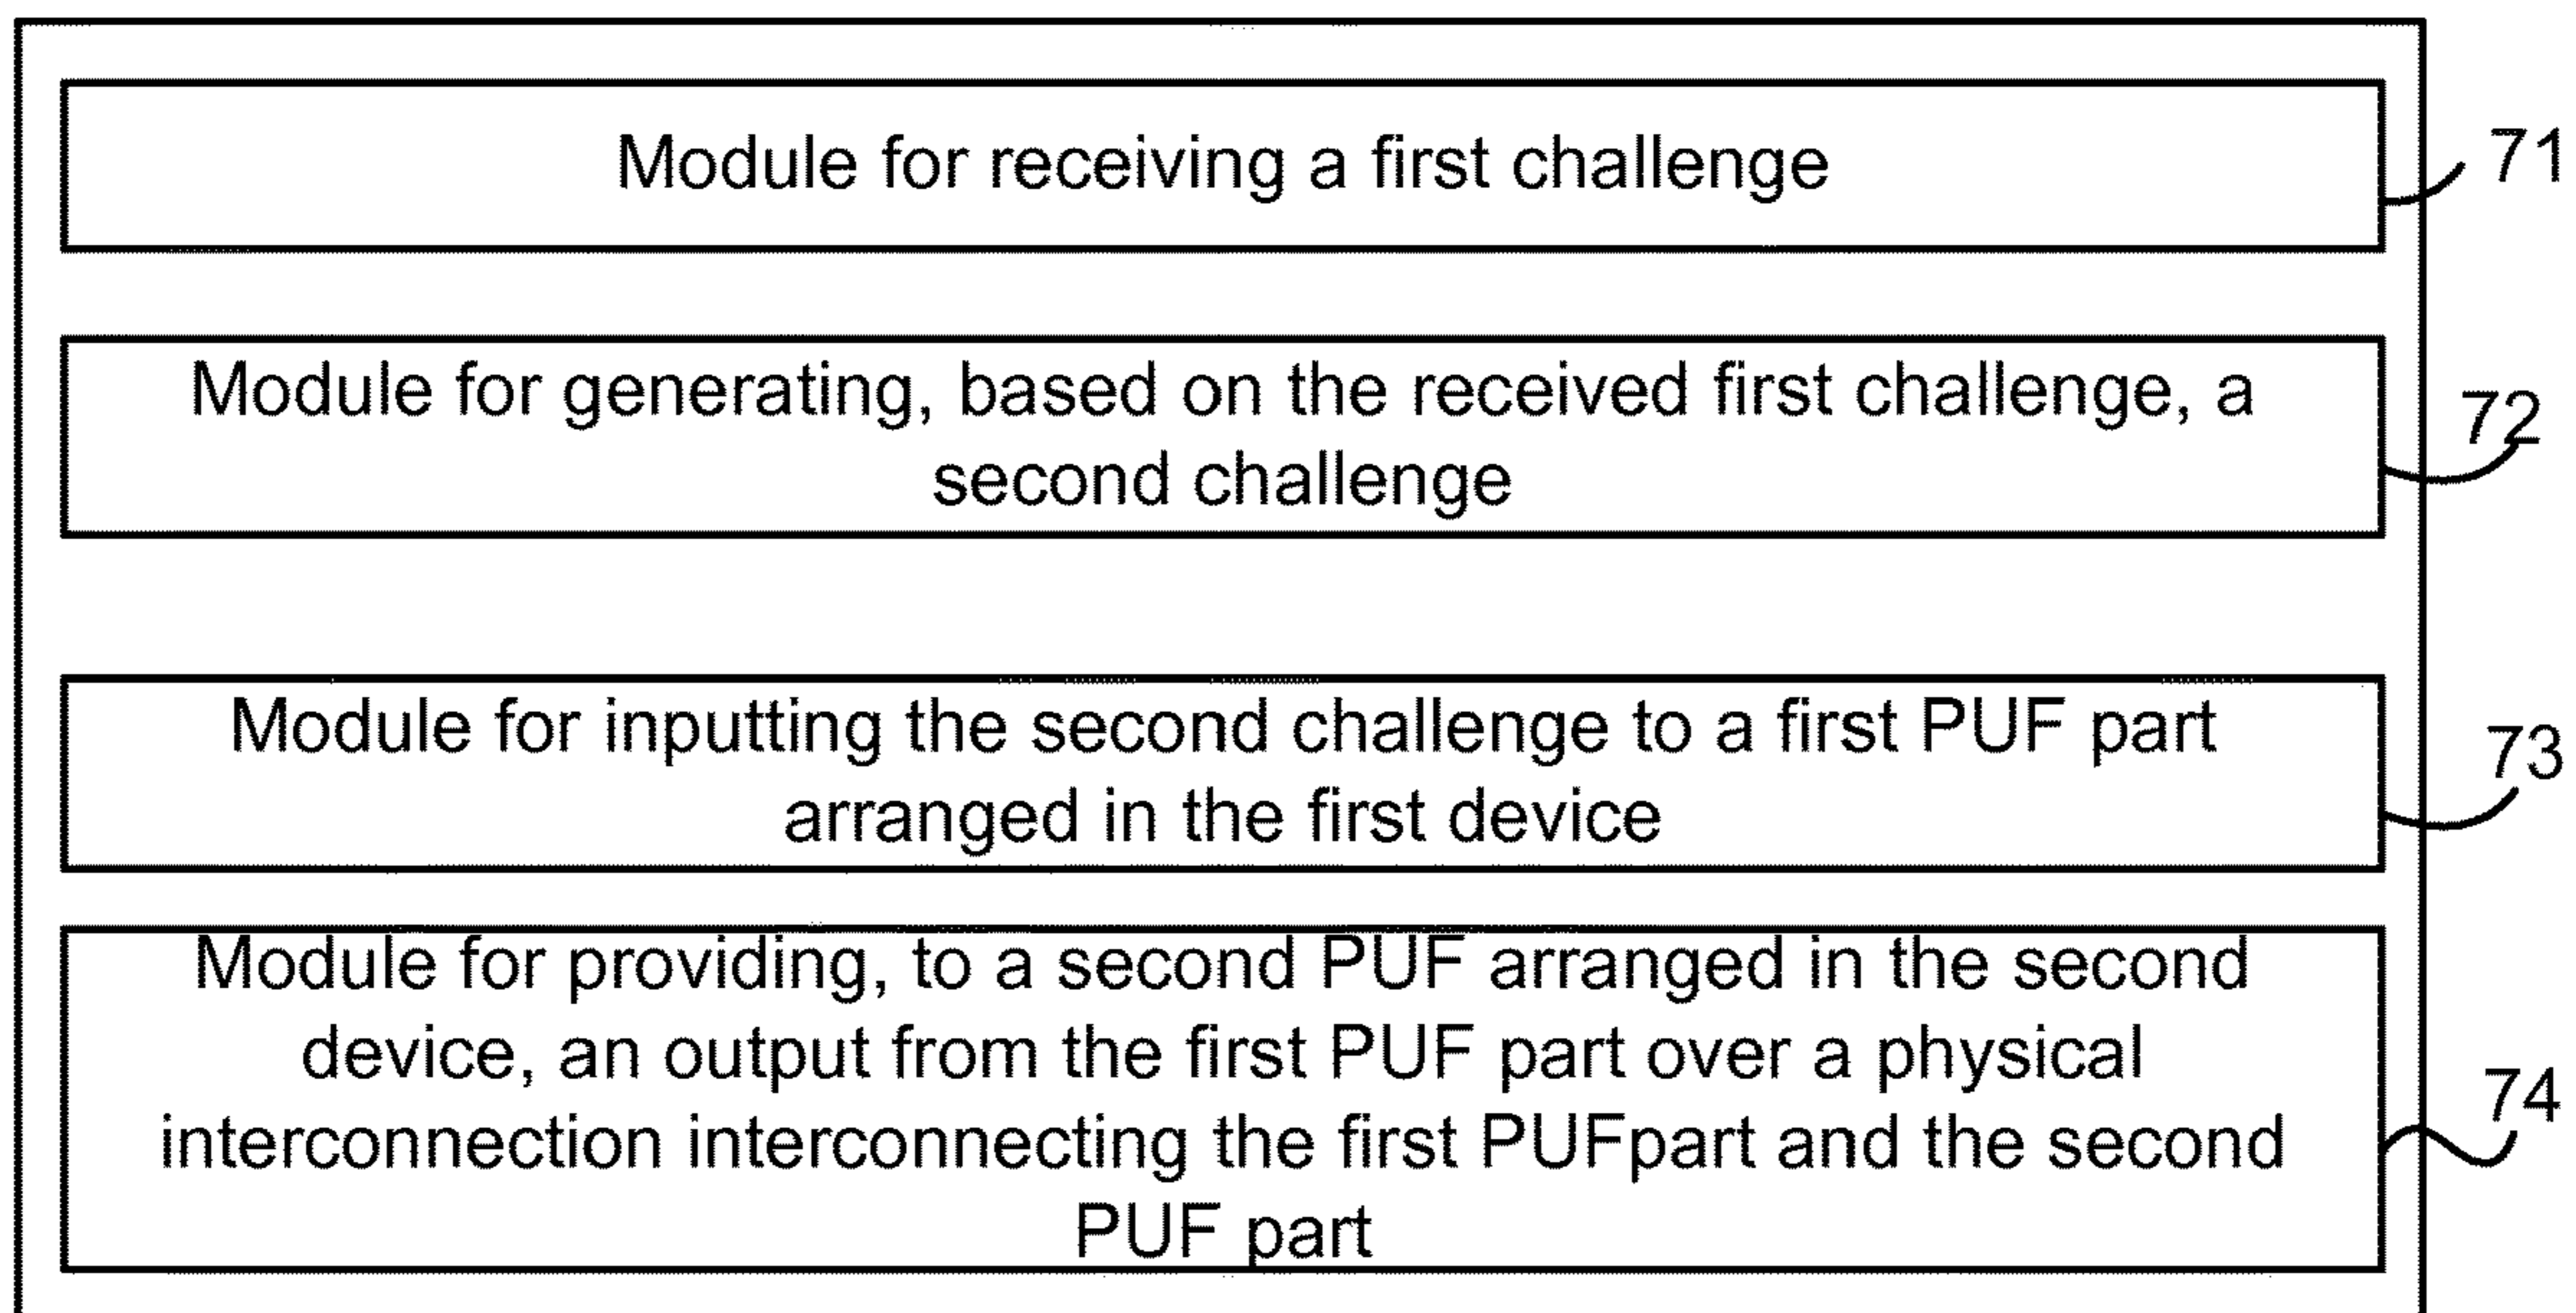 Module for receiving a first challenge
71
Module for generating, based on the received first challenge, a
second challenge
72
Module for inputting the second challenge to a first PUF part
arranged in the first device
73
Module for providing, to a second PUF arranged in the second
device, an output from the first PUF part over a physical
interconnection interconnecting the first PUFpart and the second
PUF part
74